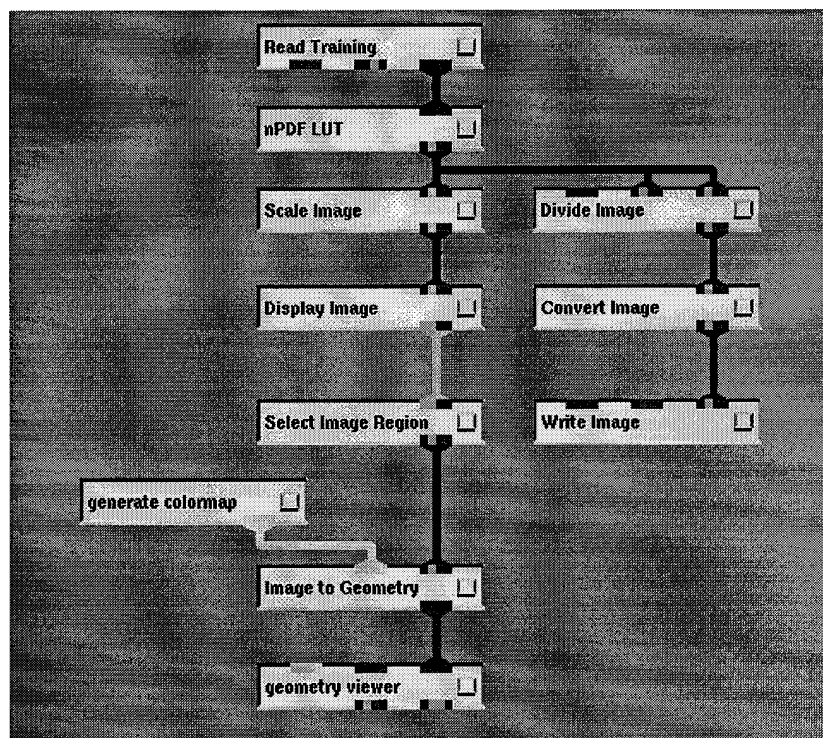 Read Training
nPDF LUT
Scale Image
Divide Image
Display Image
Convert Image
Select Image Region
Write Image
generate colormap
Image to Geometry
geometry viewer